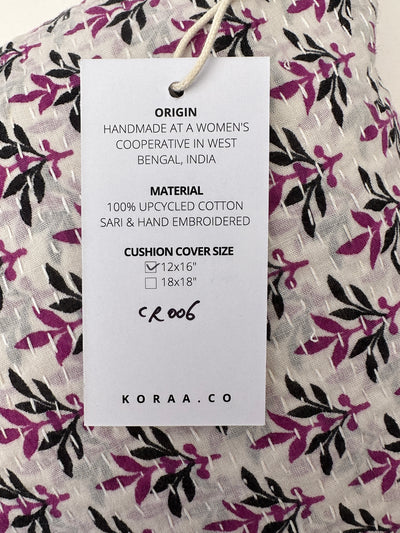 ORIGIN
HANDMADE AT A WOMEN'S
COOPERATIVE IN WEST
BENGAL, INDIA
MATERIAL
100% UPCYCLED COTTON
SARI & HAND EMBROIDERED
CUSHION COVER SIZE
12x16"
18x18"
CR006
KORAA.CO